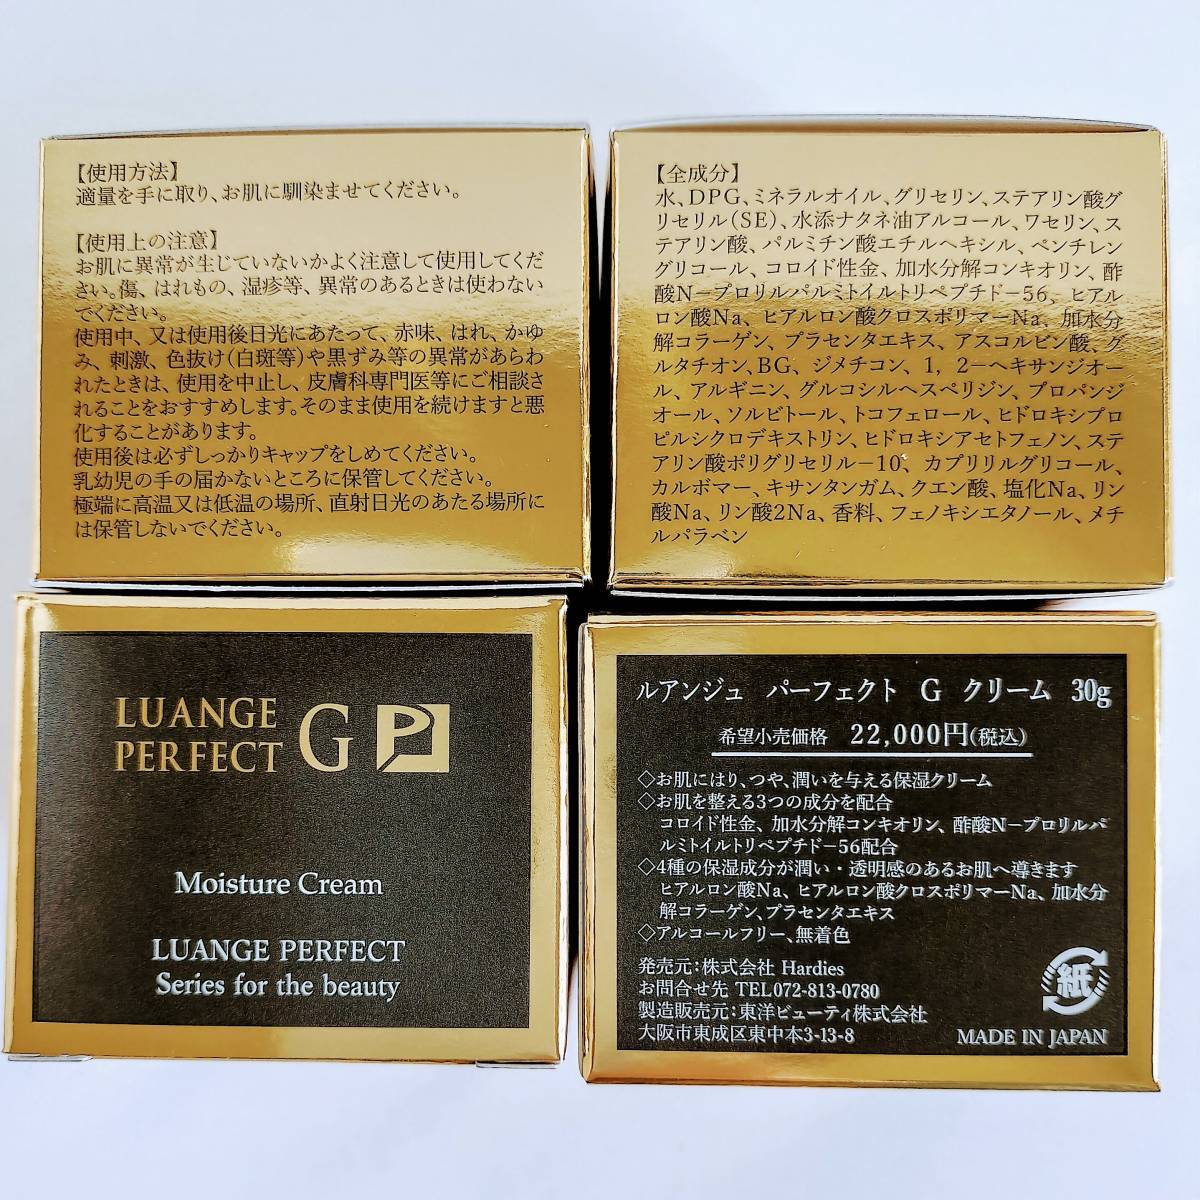 【使用方法】
適量を手に取り、お肌に馴染ませてください。
【使用上の注意】
お肌に異常が生じていないかよく注意して使用してくだ
さい。傷、はれもの、湿疹等、異常のあるときは使わない
でください。
使用中、又は使用後日光にあたって、赤味、はれ、かゆ
み、刺激、色抜け(白斑等)や黒ずみ等の異常があらわ
れたときは、使用を中止し、皮膚科専門医等にご相談さ
れることをおすすめします。そのまま使用を続けますと悪
化することがあります。
使用後は必ずしっかりキャップをしめてください。
乳幼児の手の届かないところに保管してください。
極端に高温又は低温の場所、直射日光のあたる場所に
は保管しないでください。
【全成分】
水、DPG、ミネラルオイル、グリセリン、ステアリン酸グ
リセリル(SE)、水添ナタネ油アルコール、ワセリン、ス
テアリン酸、パルミチン酸エチルヘキシル、ペンチレン
グリコール、コロイド性金、加水分解コンキオリン、酢
酸N－プロリルパルミトイルトリペプチド－56、ヒアル
ロン酸Na、ヒアルロン酸クロスポリマーNa、加水分
解コラーゲン、プラセンタエキス、アスコルビン酸、グ
ルタチオン、BG、ジメチコン、1，2－ヘキサンジオー
ル、アルギニン、グルコシルヘスペリジン、プロパンジ
オール、ソルビトール、トコフェロール、ヒドロキシプロ
ピルシクロデキストリン、ヒドロキシアセトフェノン、ステ
アリン酸ポリグリセリル－10、カプリリルグリコール、
カルボマー、キサンタンガム、クエン酸、塩化Na、リン
酸Na、リン酸2Na、香料、フェノキシエタノール、メチ
ルパラベン
LUANGE
PERFECT G P
Moisture Cream
LUANGE PERFECT
Series for the beauty
ルアンジュ パーフェクト G クリーム 30g
希望小売価格 22,000円(税込)
◇お肌にはり、つや、潤いを与える保湿クリーム
◇お肌を整える3つの成分を配合
コロイド性金、加水分解コンキオリン、酢酸N－プロリルパ
ルミトイルトリペプチド－56配合
◇4種の保湿成分が潤い・透明感のあるお肌へ導きます
ヒアルロン酸Na、ヒアルロン酸クロスポリマーNa、加水分
解コラーゲン、プラセンタエキス
◇アルコールフリー、無着色
発売元：株式会社 Hardies
お問合せ先 TEL072-813-0780
製造販売元：東洋ビューティ株式会社
大阪市東成区東中本3-13-8
紙
MADE IN JAPAN